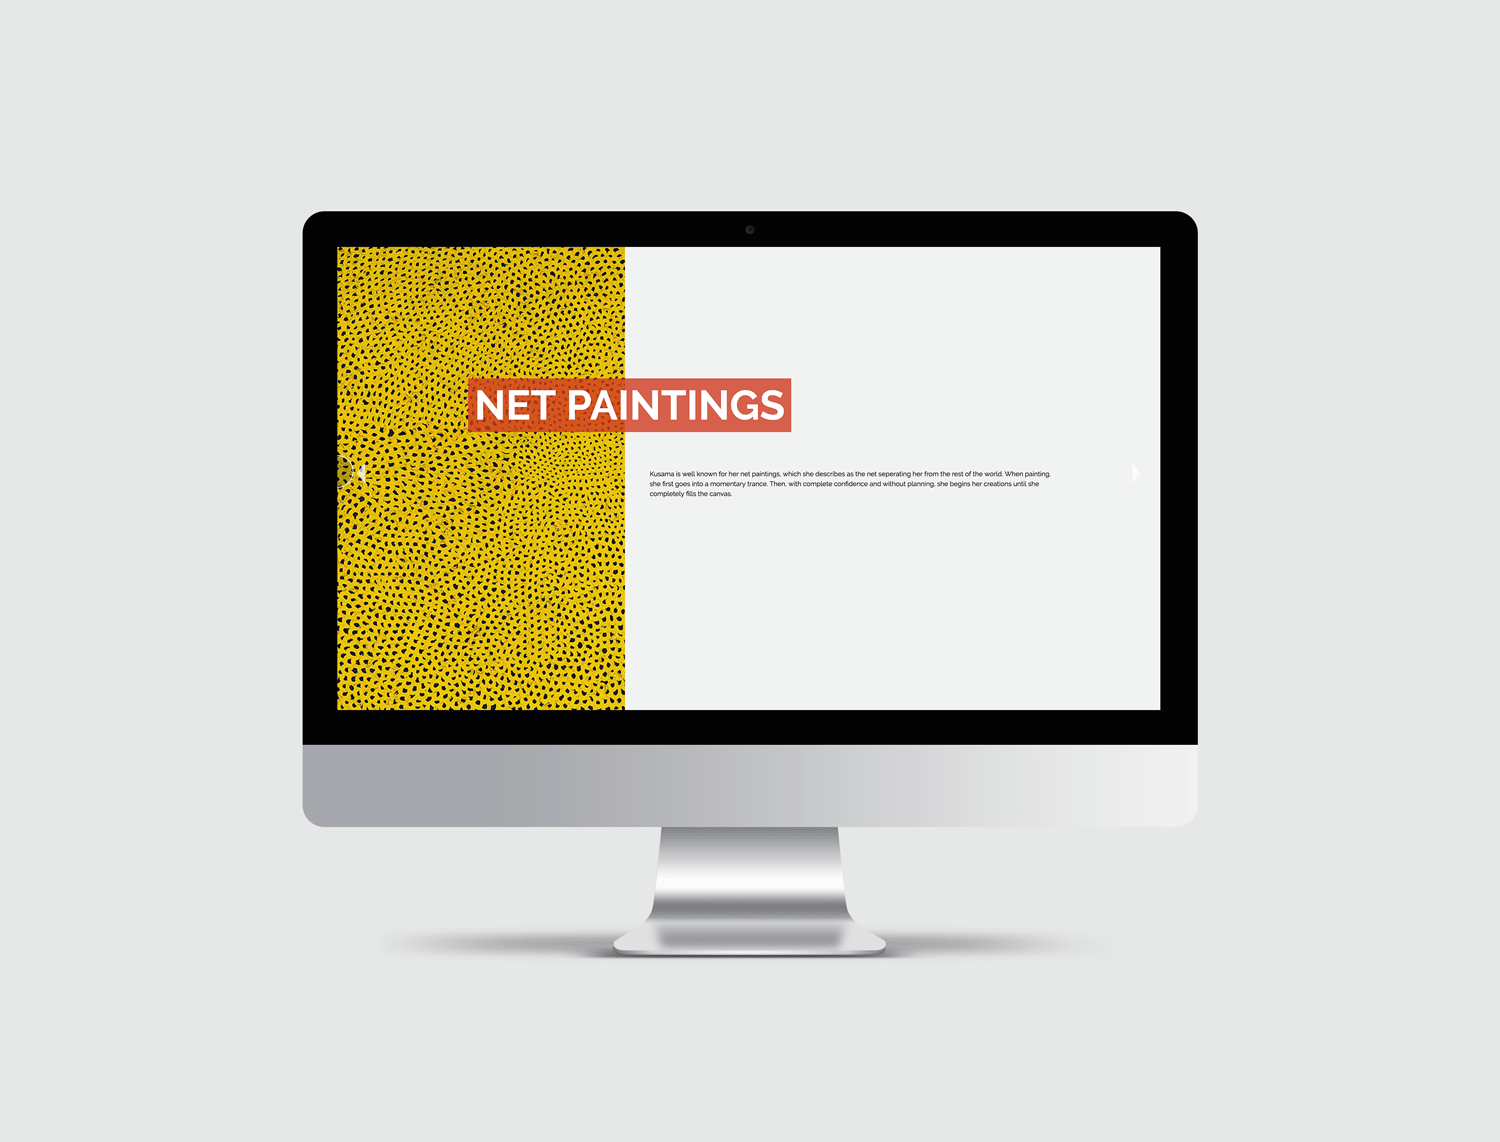 NET PAINTINGS
Kusama is well known for her net paintings, which she describes as the net seperating her from the rest of the world. When painting,
she first goes into a momentary trance. Then, with complete confidence and without planning, she begins her creations until she
completely fills the canvas.